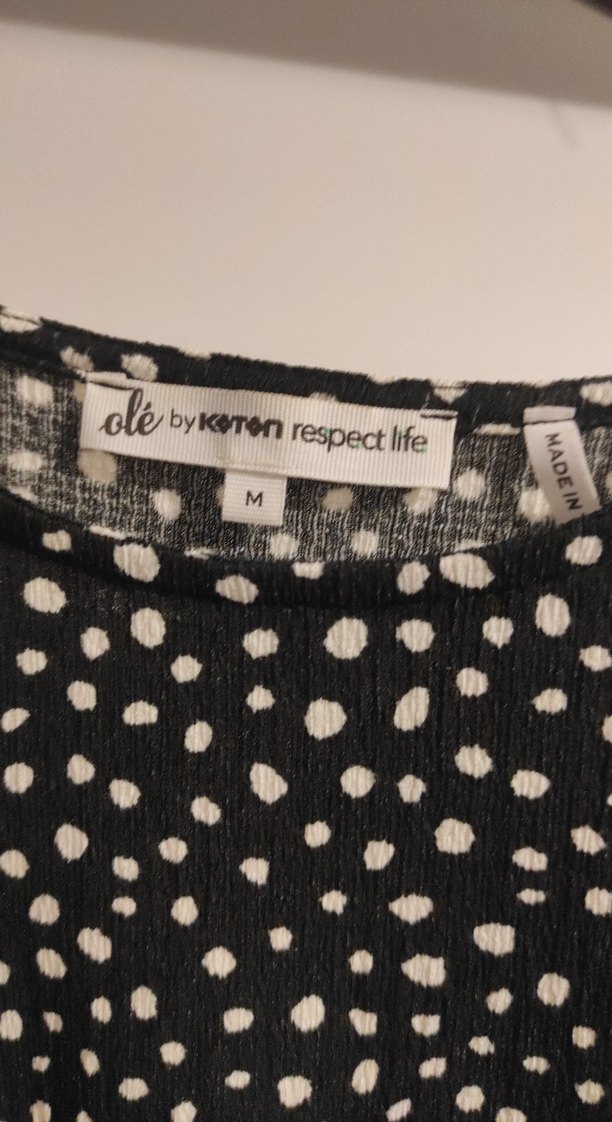 olé by KOTON respect life
M
MADE IN